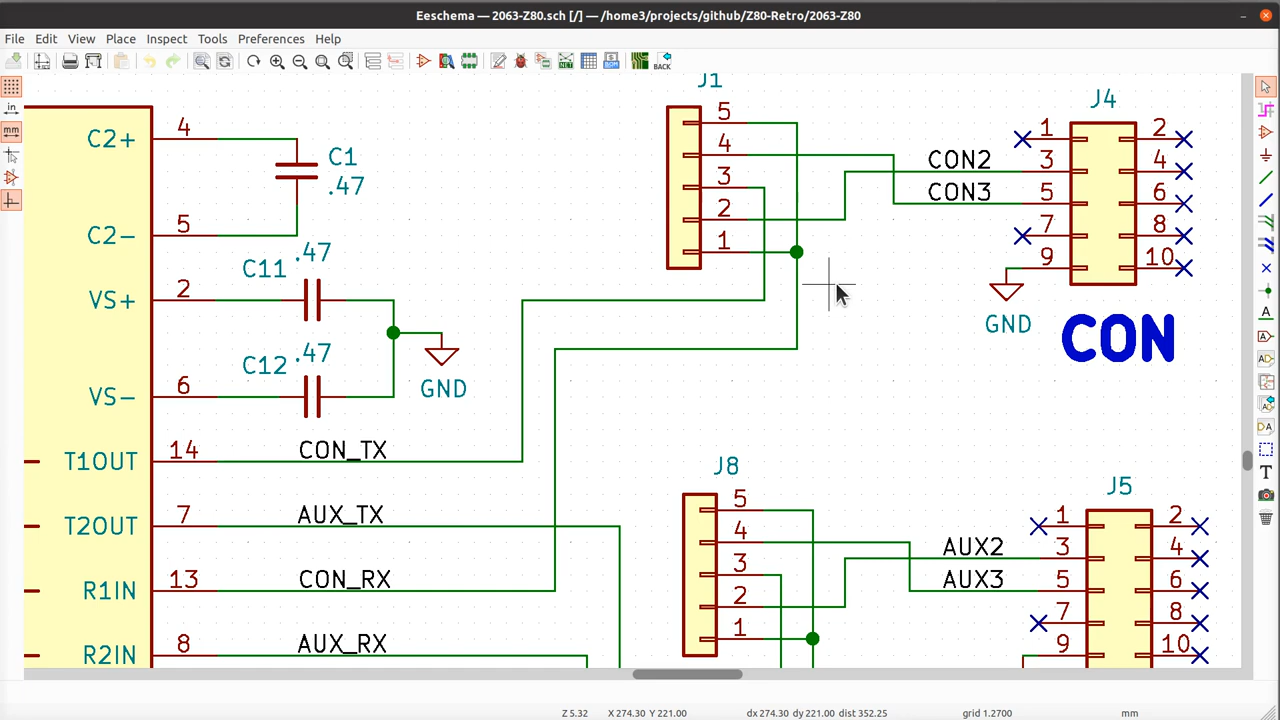 Eeschema — 2063-Z80.sch [/] — /home3/projects/github/Z80-Retro/2063-Z80
File Edit View Place Inspect Tools Preferences Help
BACK
in
mm
C2+ 4
C1
.47
C2- 5
C11 .47
VS+ 2
C12 .47
VS- 6
GND
T1OUT 14 CON_TX
T2OUT 7 AUX_TX
R1IN 13 CON_RX
R2IN 8 AUX_RX
J1
5
4
3
2
1
J4
1 2
CON2 3 4
CON3 5 6
7 8
9 10
GND
CON
J8
5
4
3
2
1
J5
1 2
AUX2 3 4
AUX3 5 6
7 8
9 10
Z 5.32 X 274.30 Y 221.00 dx 274.30 dy 221.00 dist 352.25 grid 1.2700 mm